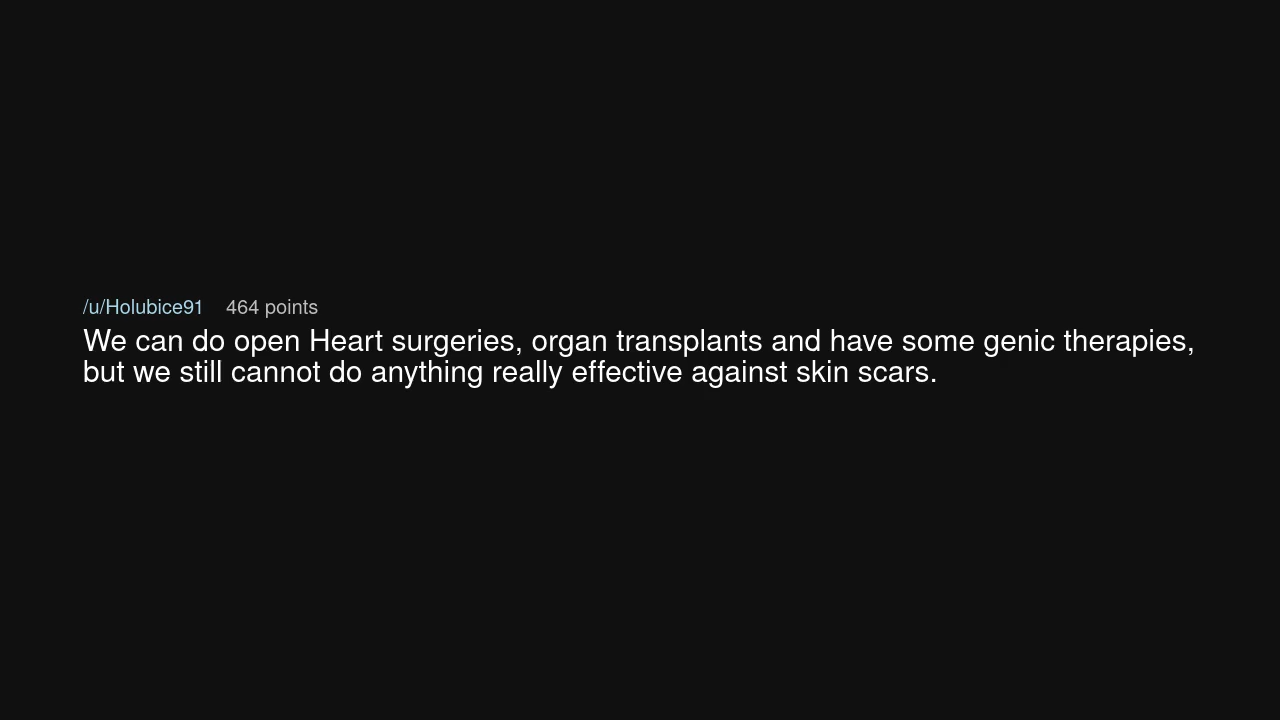 /u/Holubice91 464 points
We can do open Heart surgeries, organ transplants and have some genic therapies,
but we still cannot do anything really effective against skin scars.